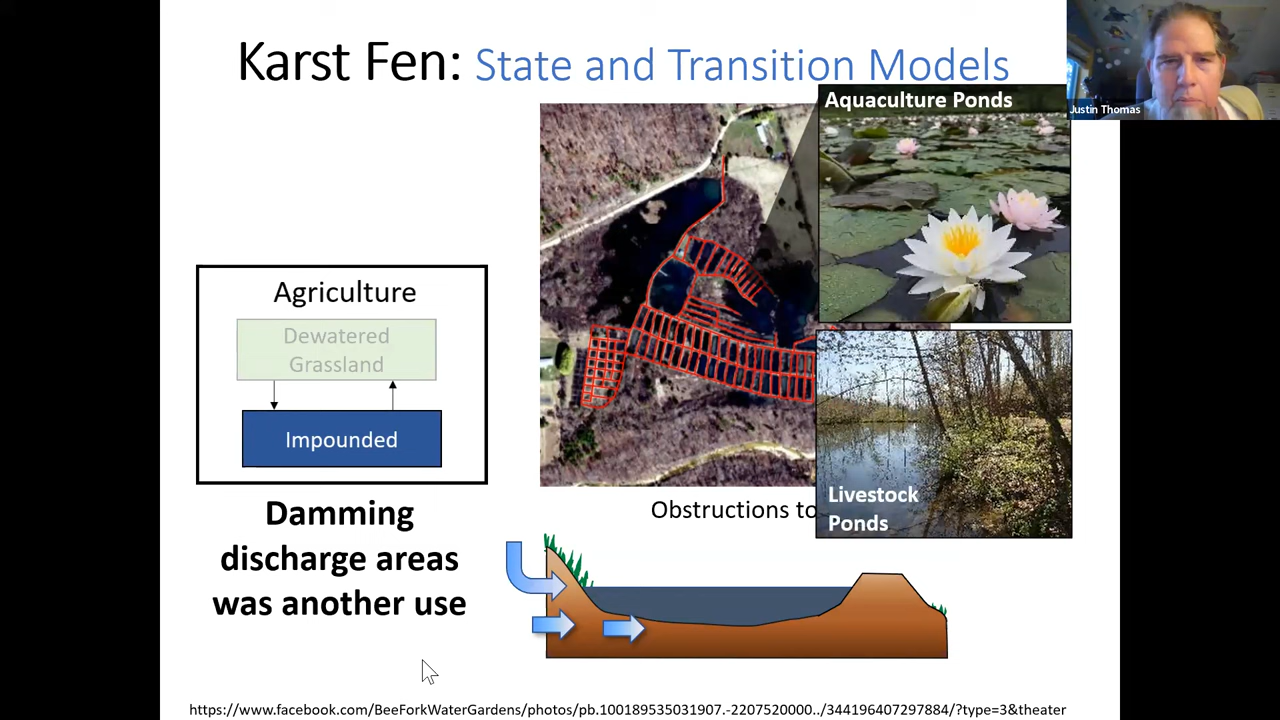 Karst Fen: State and Transition Models
Justin Thomas
Aquaculture Ponds
Agriculture
Dewatered
Grassland
Impounded
Livestock
Ponds
Obstructions to
Damming
discharge areas
was another use
https://www.facebook.com/BeeForkWaterGardens/photos/pb.100189535031907.-2207520000../344196407297884/?type=3&theater